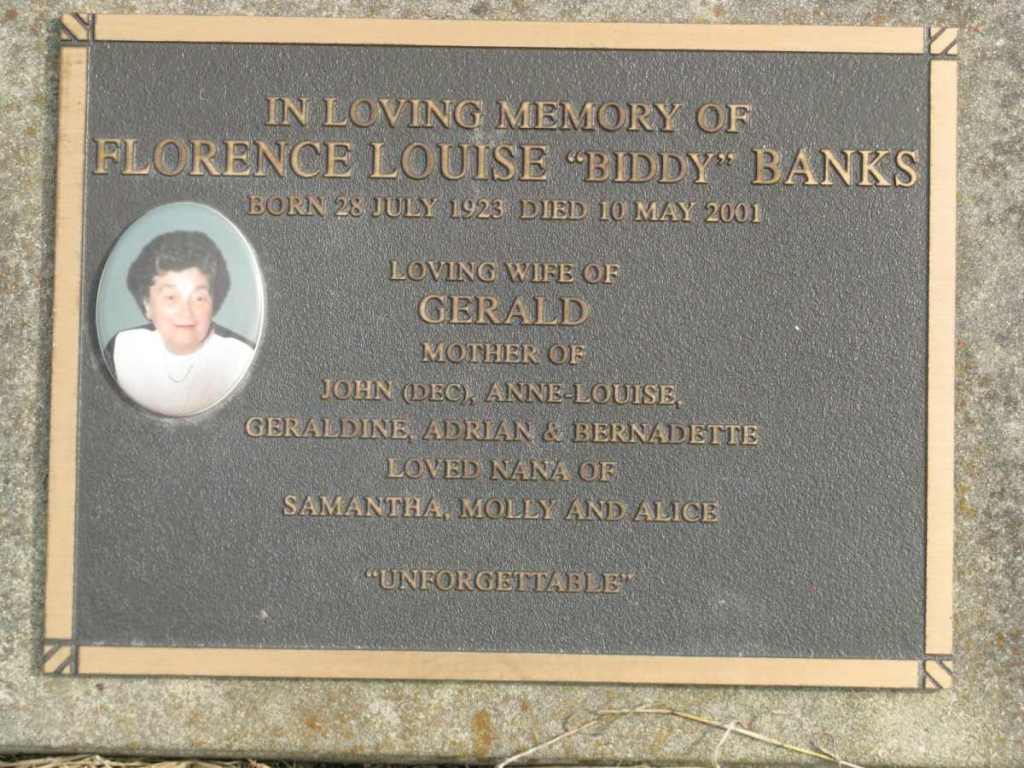 IN LOVING MEMORY OF
FLORENCE LOUISE "BIDDY" BANKS
BORN 28 JULY 1923 DIED 10 MAY 2001
LOVING WIFE OF
GERALD
MOTHER OF
JOHN (DEC), ANNE-LOUISE,
GERALDINE, ADRIAN & BERNADETTE
LOVED NANA OF
SAMANTHA, MOLLY AND ALICE
"UNFORGETTABLE"